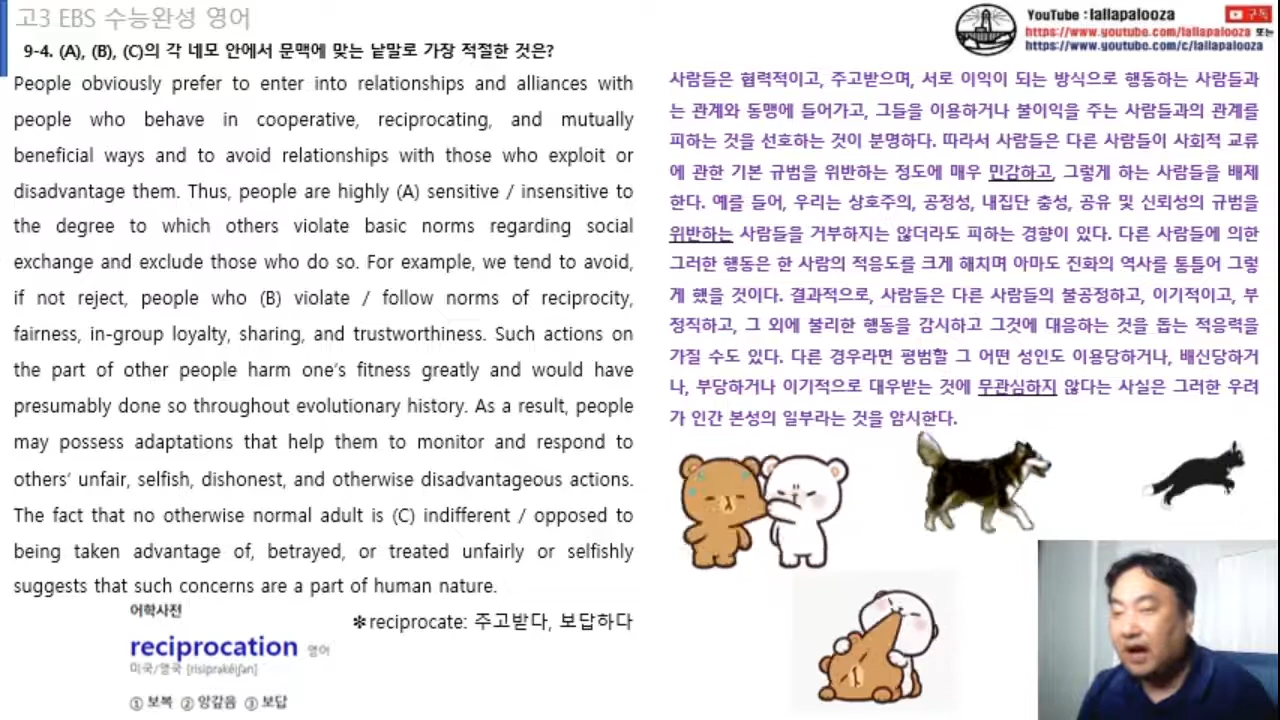 고3 EBS 수능완성 영어
9-4. (A), (B), (C)의 각 네모 안에서 문맥에 맞는 낱말로 가장 적절한 것은?
People obviously prefer to enter into relationships and alliances with
people who behave in cooperative, reciprocating, and mutually
beneficial ways and to avoid relationships with those who exploit or
disadvantage them. Thus, people are highly (A) sensitive / insensitive to
the degree to which others violate basic norms regarding social
exchange and exclude those who do so. For example, we tend to avoid,
if not reject, people who (B) violate / follow norms of reciprocity,
fairness, in-group loyalty, sharing, and trustworthiness. Such actions on
the part of other people harm one's fitness greatly and would have
presumably done so throughout evolutionary history. As a result, people
may possess adaptations that help them to monitor and respond to
others' unfair, selfish, dishonest, and otherwise disadvantageous actions.
The fact that no otherwise normal adult is (C) indifferent / opposed to
being taken advantage of, betrayed, or treated unfairly or selfishly
suggests that such concerns are a part of human nature.
✻ reciprocate: 주고받다, 보답하다
어학사전
reciprocation 영어
미국/영국 [rìsiprəkéiʃən]
① 보복 ② 앙갚음 ③ 보답
YouTube : lallapalooza
구독
https://www.youtube.com/lallapalooza 또는
https://www.youtube.com/c/lallapalooza
사람들은 협력적이고, 주고받으며, 서로 이익이 되는 방식으로 행동하는 사람들과
는 관계와 동맹에 들어가고, 그들을 이용하거나 불이익을 주는 사람들과의 관계를
피하는 것을 선호하는 것이 분명하다. 따라서 사람들은 다른 사람들이 사회적 교류
에 관한 기본 규범을 위반하는 정도에 매우 민감하고, 그렇게 하는 사람들을 배제
한다. 예를 들어, 우리는 상호주의, 공정성, 내집단 충성, 공유 및 신뢰성의 규범을
위반하는 사람들을 거부하지는 않더라도 피하는 경향이 있다. 다른 사람들에 의한
그러한 행동은 한 사람의 적응도를 크게 해치며 아마도 진화의 역사를 통틀어 그렇
게 했을 것이다. 결과적으로, 사람들은 다른 사람들의 불공정하고, 이기적이고, 부
정직하고, 그 외에 불리한 행동을 감시하고 그것에 대응하는 것을 돕는 적응력을
가질 수도 있다. 다른 경우라면 평범할 그 어떤 성인도 이용당하거나, 배신당하거
나, 부당하거나 이기적으로 대우받는 것에 무관심하지 않다는 사실은 그러한 우려
가 인간 본성의 일부라는 것을 암시한다.